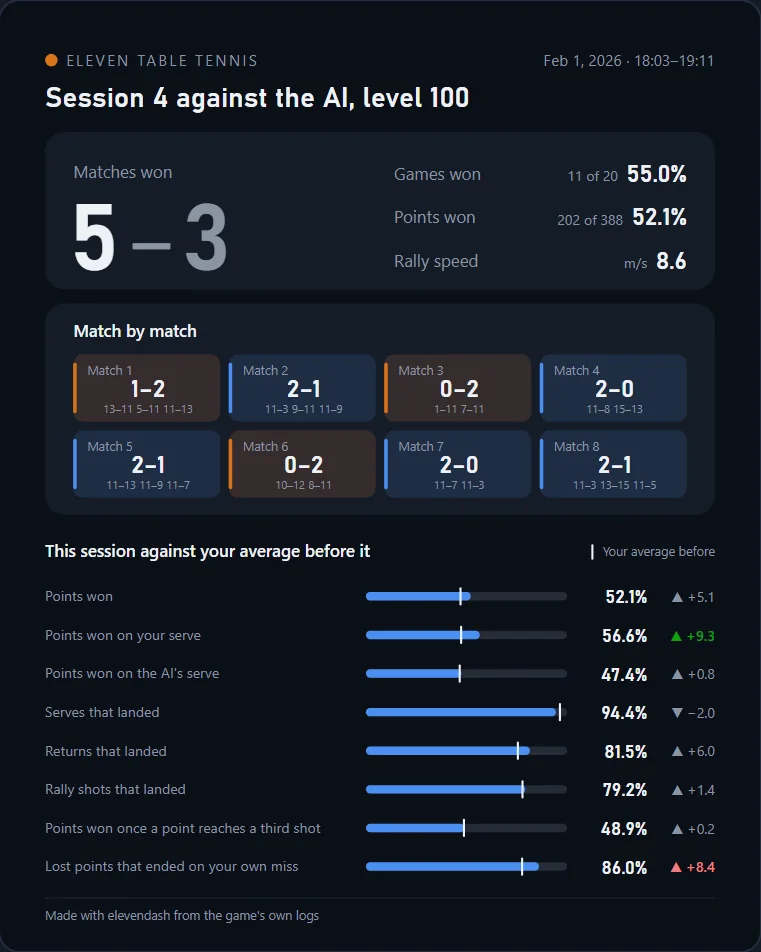 ELEVEN TABLE TENNIS
Feb 1, 2026 · 18:03–19:11
Session 4 against the AI, level 100
Matches won
5 – 3
Games won 11 of 20 55.0%
Points won 202 of 388 52.1%
Rally speed m/s 8.6
Match by match
Match 1
1–2
13–11 5–11 11–13
Match 2
2–1
11–3 9–11 11–9
Match 3
0–2
1–11 7–11
Match 4
2–0
11–8 15–13
Match 5
2–1
11–13 11–9 11–7
Match 6
0–2
10–12 8–11
Match 7
2–0
11–7 11–3
Match 8
2–1
11–3 13–15 11–5
This session against your average before it
Your average before
Points won 52.1% ▲ +5.1
Points won on your serve 56.6% ▲ +9.3
Points won on the AI's serve 47.4% ▲ +0.8
Serves that landed 94.4% ▼ −2.0
Returns that landed 81.5% ▲ +6.0
Rally shots that landed 79.2% ▲ +1.4
Points won once a point reaches a third shot 48.9% ▲ +0.2
Lost points that ended on your own miss 86.0% ▲ +8.4
Made with elevendash from the game's own logs